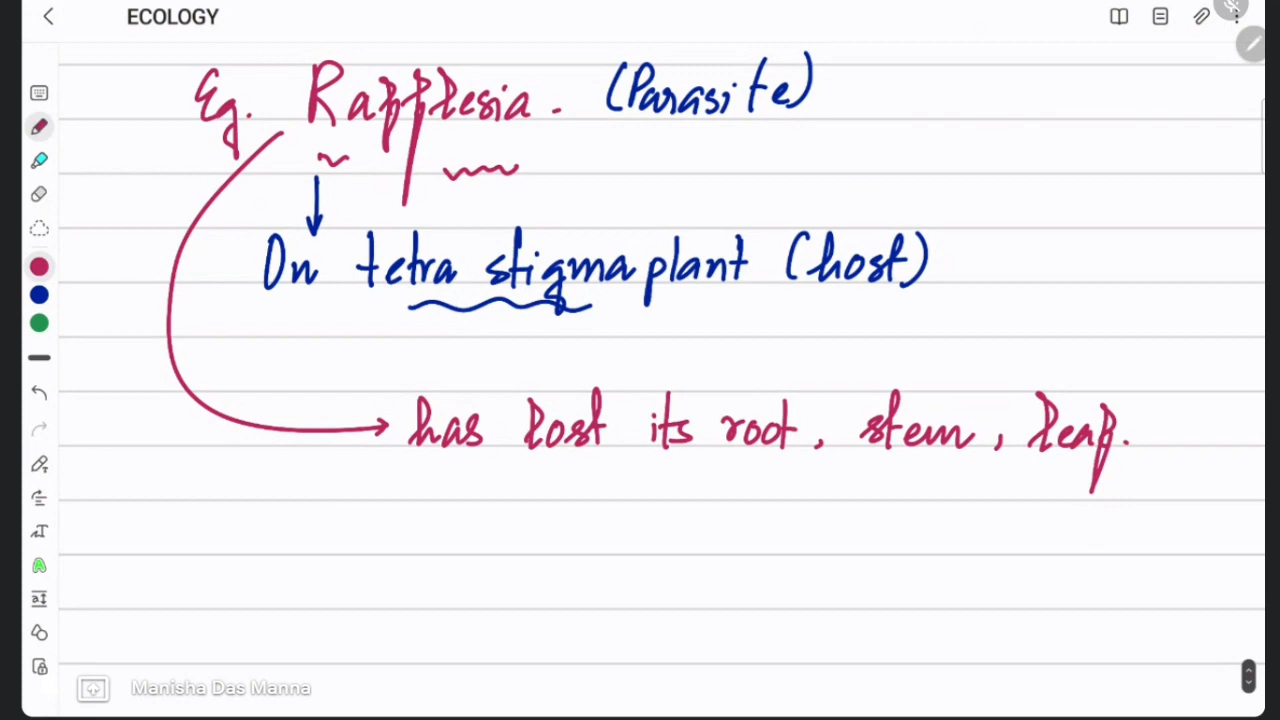 ECOLOGY
Eg. Rafflesia. (Parasite)
On tetra stigma plant (host)
has lost its root, stem, leaf.
Manisha Das Manna